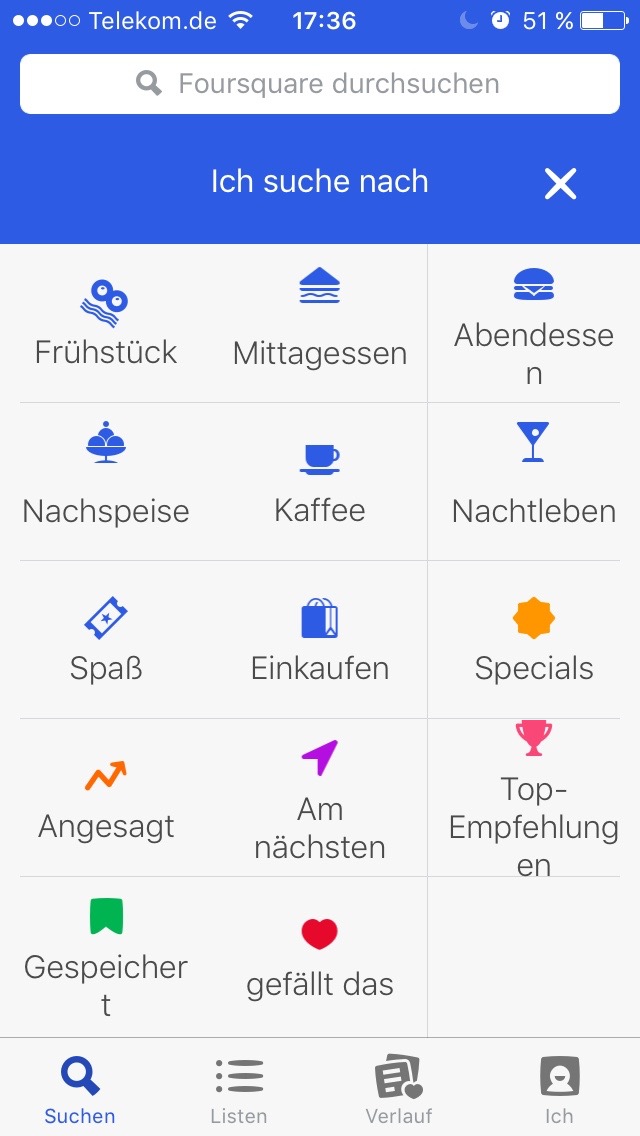 Telekom.de 17:36 51 %
Foursquare durchsuchen
Ich suche nach
Frühstück
Mittagessen
Abendesse
n
Nachspeise
Kaffee
Nachtleben
Spaß
Einkaufen
Specials
Angesagt
Am
nächsten
Top-
Empfehlung
en
Gespeicher
t
gefällt das
Suchen
Listen
Verlauf
Ich